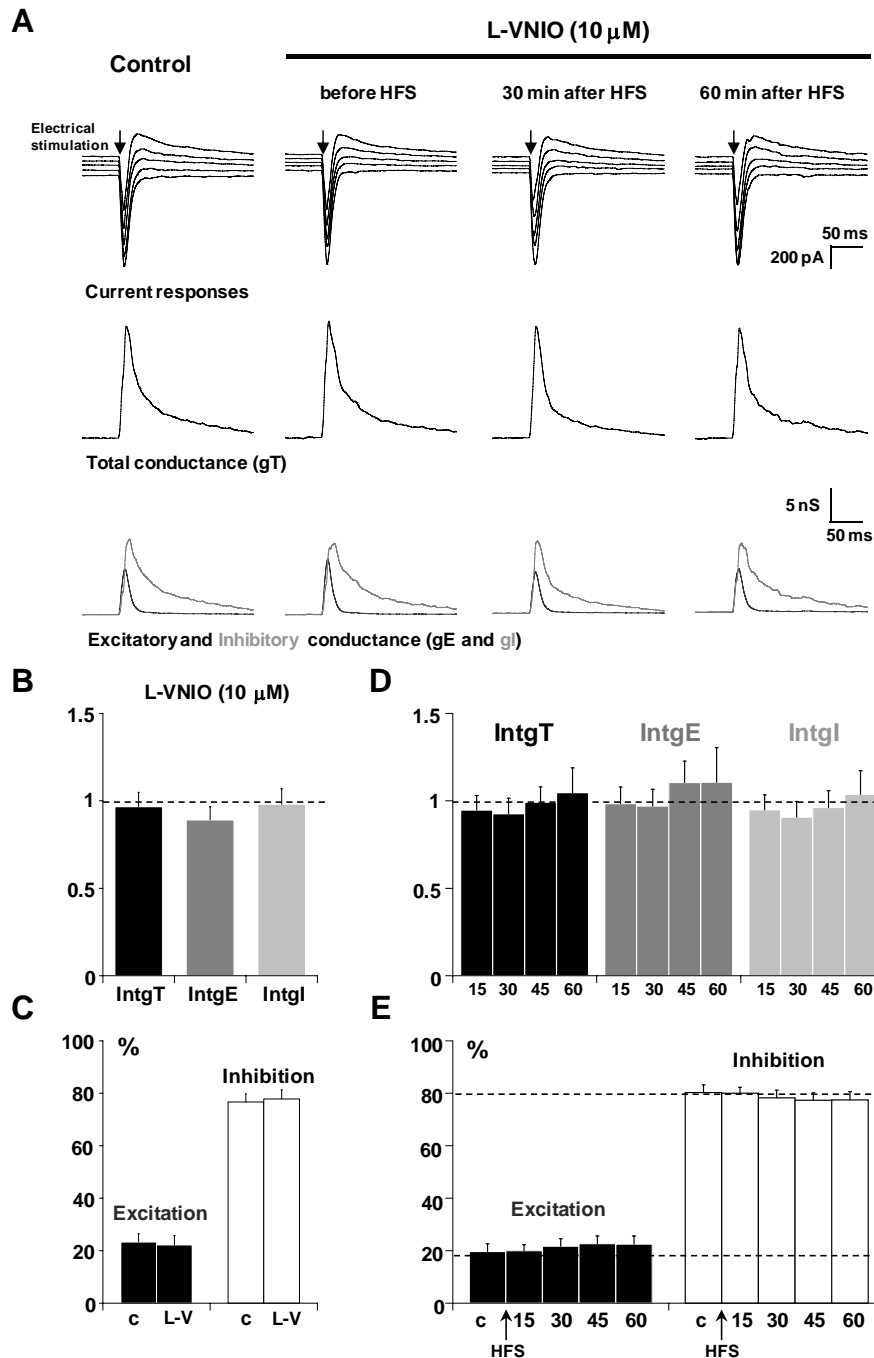 A
L-VNIO (10 μM)
Control
before HFS
30 min after HFS
60 min after HFS
Electrical
stimulation
50 ms
200 pA
Current responses
Total conductance (gT)
5 nS
50 ms
Excitatory and Inhibitory conductance (gE and gI)
B
L-VNIO (10 μM)
1.5
1
0.5
0
IntgT
IntgE
IntgI
D
1.5
1
0.5
0
IntgT
IntgE
IntgI
15 30 45 60 15 30 45 60 15 30 45 60
C
%
100
80
60
40
20
0
Inhibition
Excitation
c L-V c L-V
E
%
100
80
60
40
20
0
Inhibition
Excitation
c 15 30 45 60 c 15 30 45 60
HFS HFS